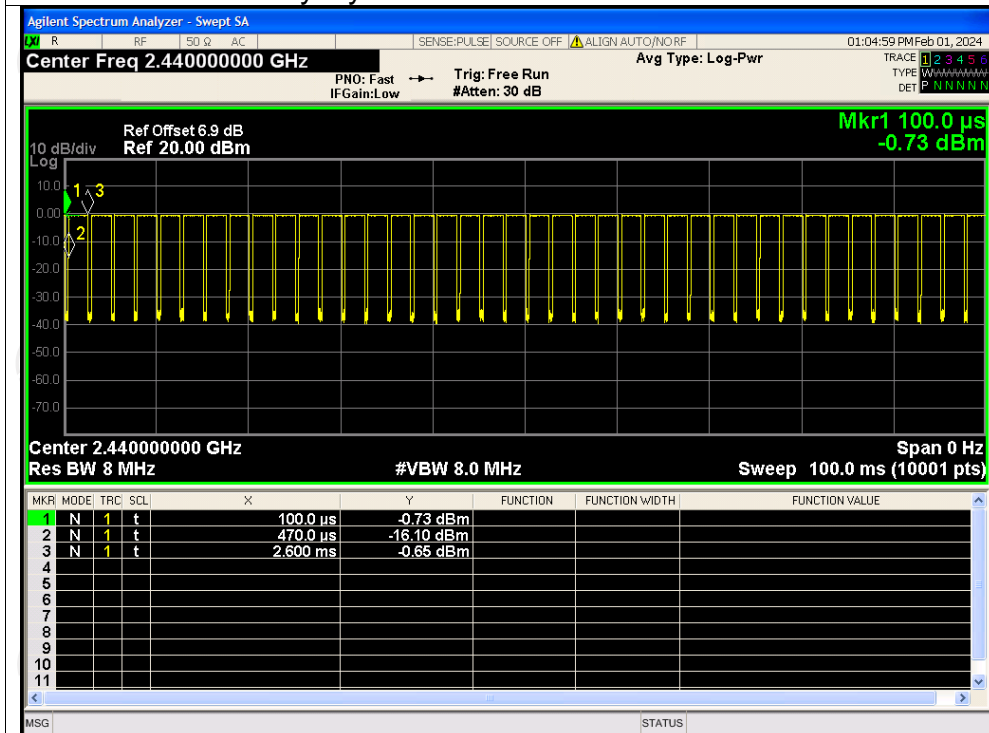 Agilent Spectrum Analyzer - Swept SA
LXI R RF 50 Ω AC SENSE:PULSE SOURCE OFF ALIGN AUTO/NO RF 01:04:59 PM Feb 01, 2024
Center Freq 2.440000000 GHz
Avg Type: Log-Pwr
TRACE 1 2 3 4 5 6
PNO: Fast Trig: Free Run
TYPE WWWWWW
IFGain:Low #Atten: 30 dB
DET P N N N N N
Mkr1 100.0 µs
-0.73 dBm
Ref Offset 6.9 dB
10 dB/div Ref 20.00 dBm
Log
10.0
1 3
0.00
2
-10.0
-20.0
-30.0
-40.0
-50.0
-60.0
-70.0
Center 2.440000000 GHz Span 0 Hz
Res BW 8 MHz #VBW 8.0 MHz Sweep 100.0 ms (10001 pts)
MKR MODE TRC SCL X Y FUNCTION FUNCTION WIDTH FUNCTION VALUE
1 N 1 t 100.0 µs -0.73 dBm
2 N 1 t 470.0 µs -16.10 dBm
3 N 1 t 2.600 ms -0.65 dBm
4
5
6
7
8
9
10
11
MSG STATUS